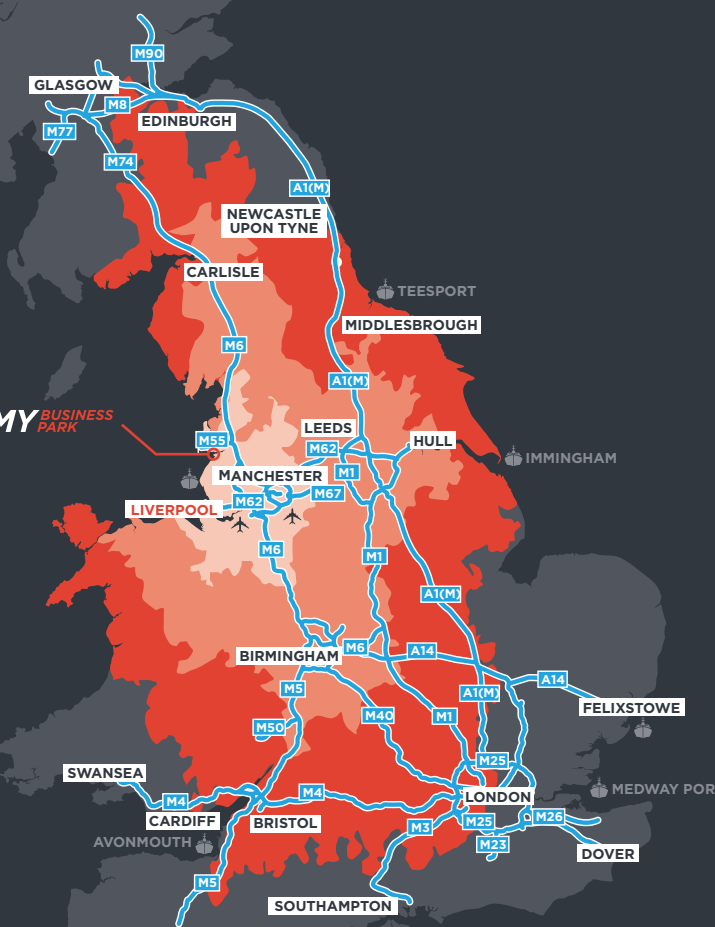 M90
GLASGOW
M8
EDINBURGH
M77
M74
A1(M)
NEWCASTLE
UPON TYNE
CARLISLE
TEESPORT
MIDDLESBROUGH
M6
A1(M)
MY BUSINESS
PARK
LEEDS
M55
M62
HULL
IMMINGHAM
M1
MANCHESTER
M67
M62
LIVERPOOL
M6
M1
A1(M)
M6
A14
BIRMINGHAM
A14
M5
A1(M)
FELIXSTOWE
M40
M1
M50
M25
SWANSEA
M4
M4
LONDON
MEDWAY POR
CARDIFF
BRISTOL
M3
M25
M26
AVONMOUTH
M23
DOVER
M5
SOUTHAMPTON